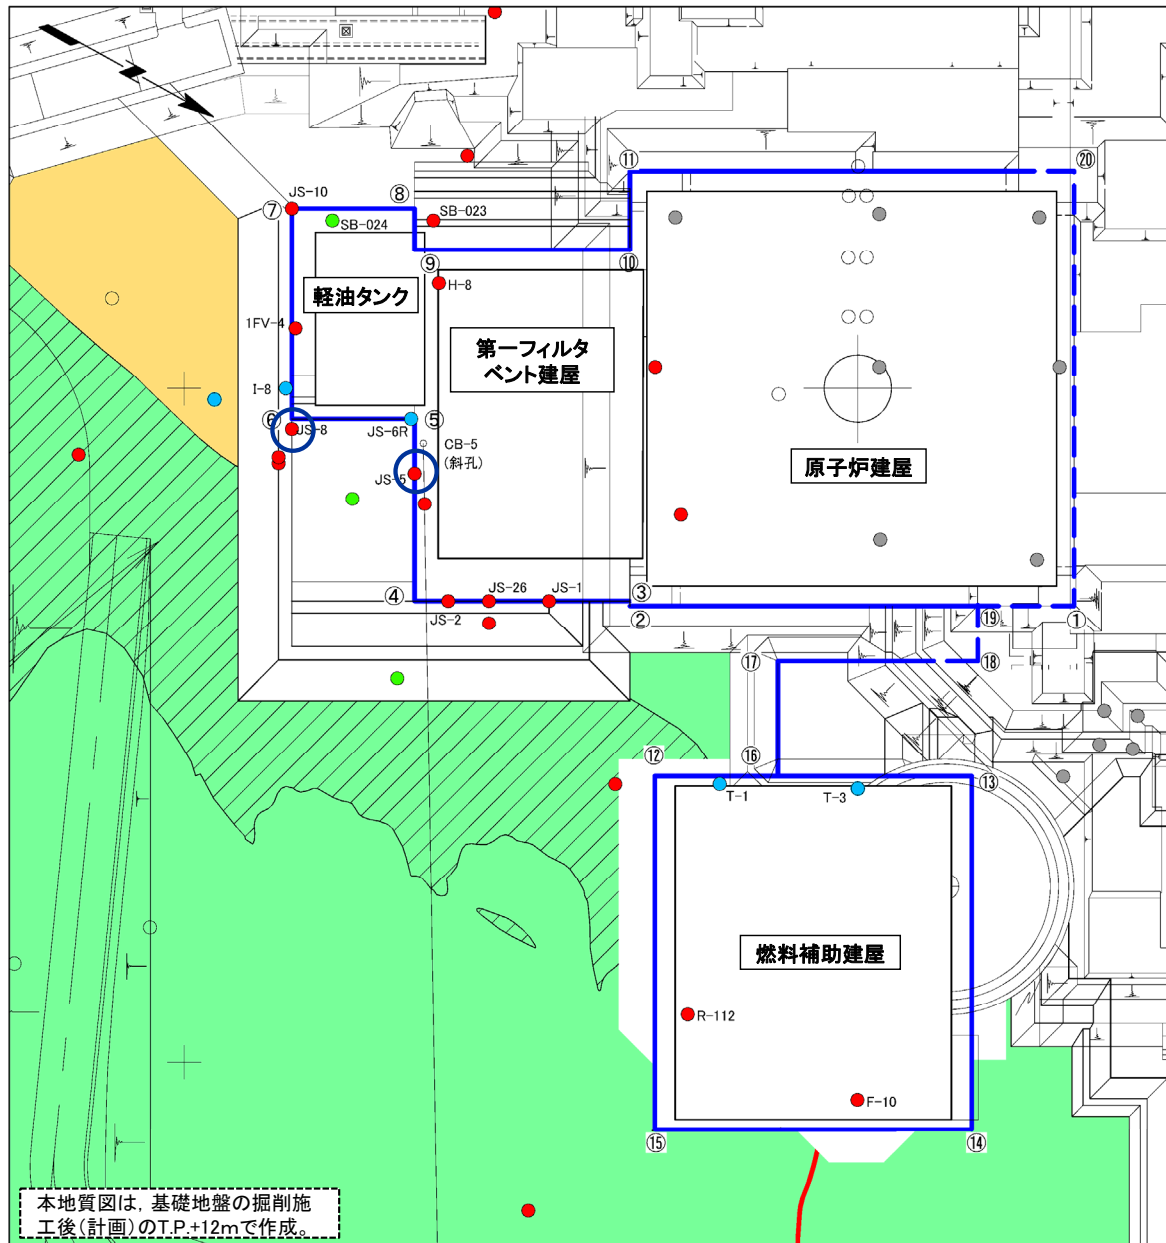 ⑪
⑳
JS-10
⑧
⑦
SB-024
SB-023
⑨
⑩
軽油タンク
H-8
1FV-4
第一フィルタ
ベント建屋
I-8
⑥
⑤
JS-8
JS-6R
CB-5
(斜孔)
JS-5
原子炉建屋
④
JS-26
JS-1
③
JS-2
②
⑲
①
⑰
⑱
⑫
⑯
⑬
T-1
T-3
燃料補助建屋
R-112
F-10
⑮
⑭
本地質図は，基礎地盤の掘削施
工後(計画)のT.P.+12mで作成。